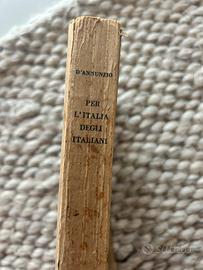 D'ANNUNZIO
PER
L'ITALIA
DEGLI
ITALIANI
SUBITO